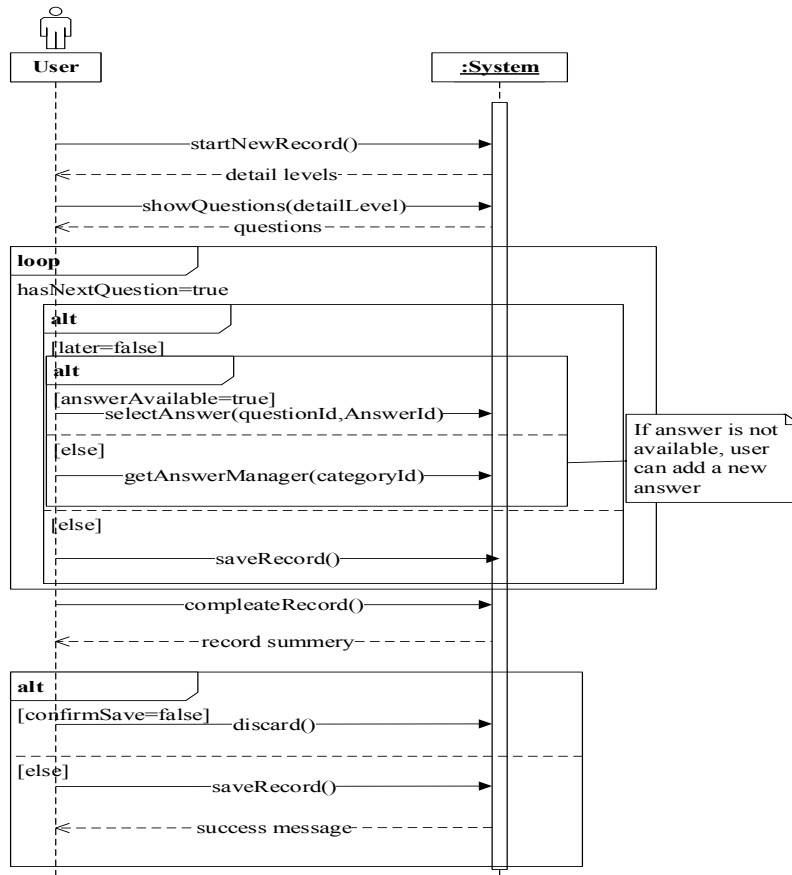 User
:System
startNewRecord()
detail levels
showQuestions(detailLevel)
questions
loop
hasNextQuestion=true
alt
[later=false]
alt
[answerAvailable=true]
selectAnswer(questionId,AnswerId)
[else]
getAnswerManager(categoryId)
If answer is not
available, user
can add a new
answer
[else]
saveRecord()
compleateRecord()
record summery
alt
[confirmSave=false]
discard()
[else]
saveRecord()
success message